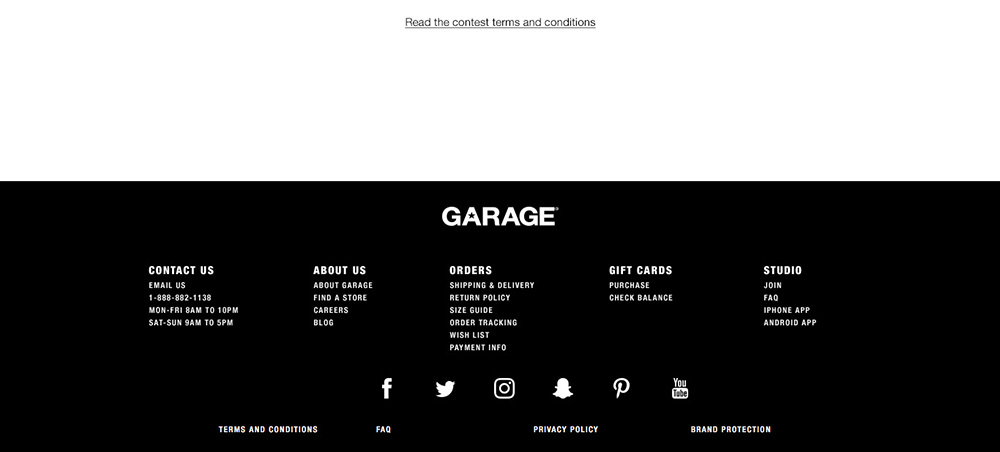 Read the contest terms and conditions
GARAGE®
CONTACT US
EMAIL US
1-888-882-1138
MON-FRI 8AM TO 10PM
SAT-SUN 9AM TO 5PM
ABOUT US
ABOUT GARAGE
FIND A STORE
CAREERS
BLOG
ORDERS
SHIPPING & DELIVERY
RETURN POLICY
SIZE GUIDE
ORDER TRACKING
WISH LIST
PAYMENT INFO
GIFT CARDS
PURCHASE
CHECK BALANCE
STUDIO
JOIN
FAQ
IPHONE APP
ANDROID APP
You
Tube
TERMS AND CONDITIONS
FAQ
PRIVACY POLICY
BRAND PROTECTION